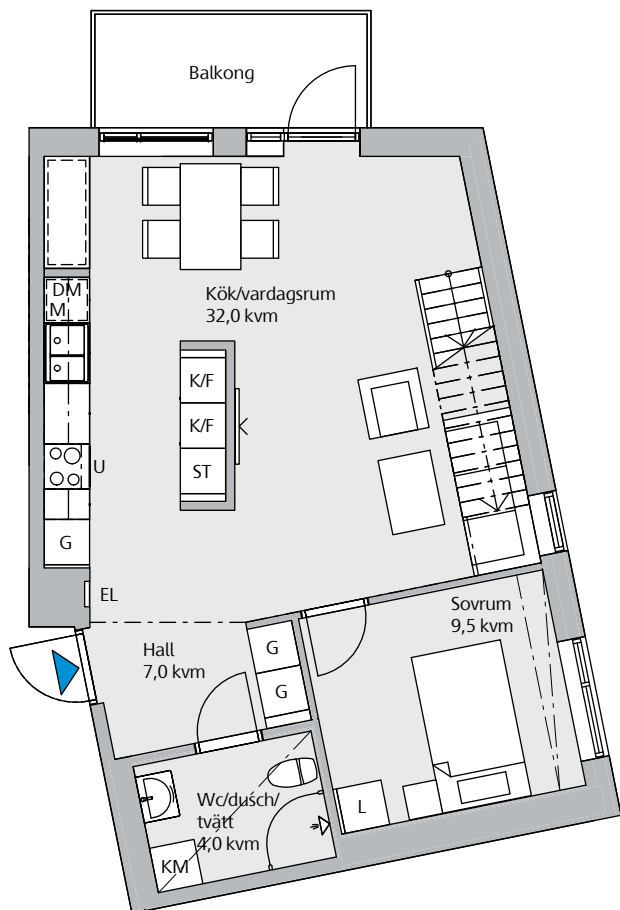 Balkong
DM
M
Kök/vardagsrum
32,0 kvm
K/F
K/F
ST
U
G
EL
Sovrum
9,5 kvm
Hall
7,0 kvm
G
G
Wc/dusch/
tvätt
4,0 kvm
L
KM